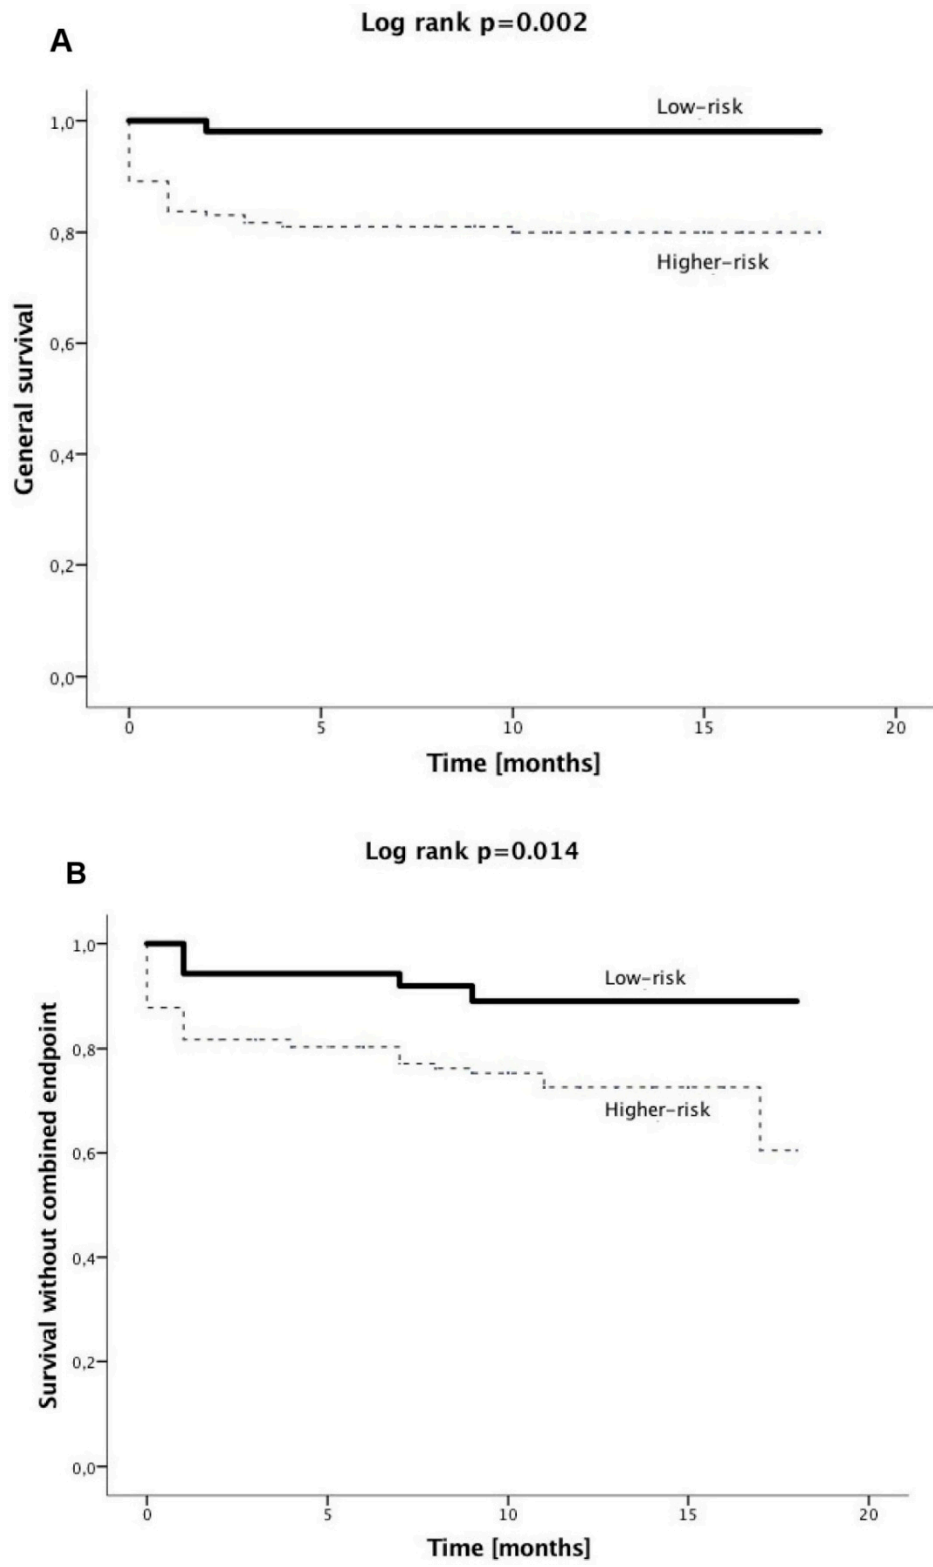 Log rank p=0.002
A
Low-risk
1,0
0,8
Higher-risk
0,6
General survival
0,4
0,2
0,0
0 5 10 15 20
Time [months]
Log rank p=0.014
B
1,0
Low-risk
0,8
Higher-risk
0,6
Survival without combined endpoint
0,4
0,2
0,0
0 5 10 15 20
Time [months]